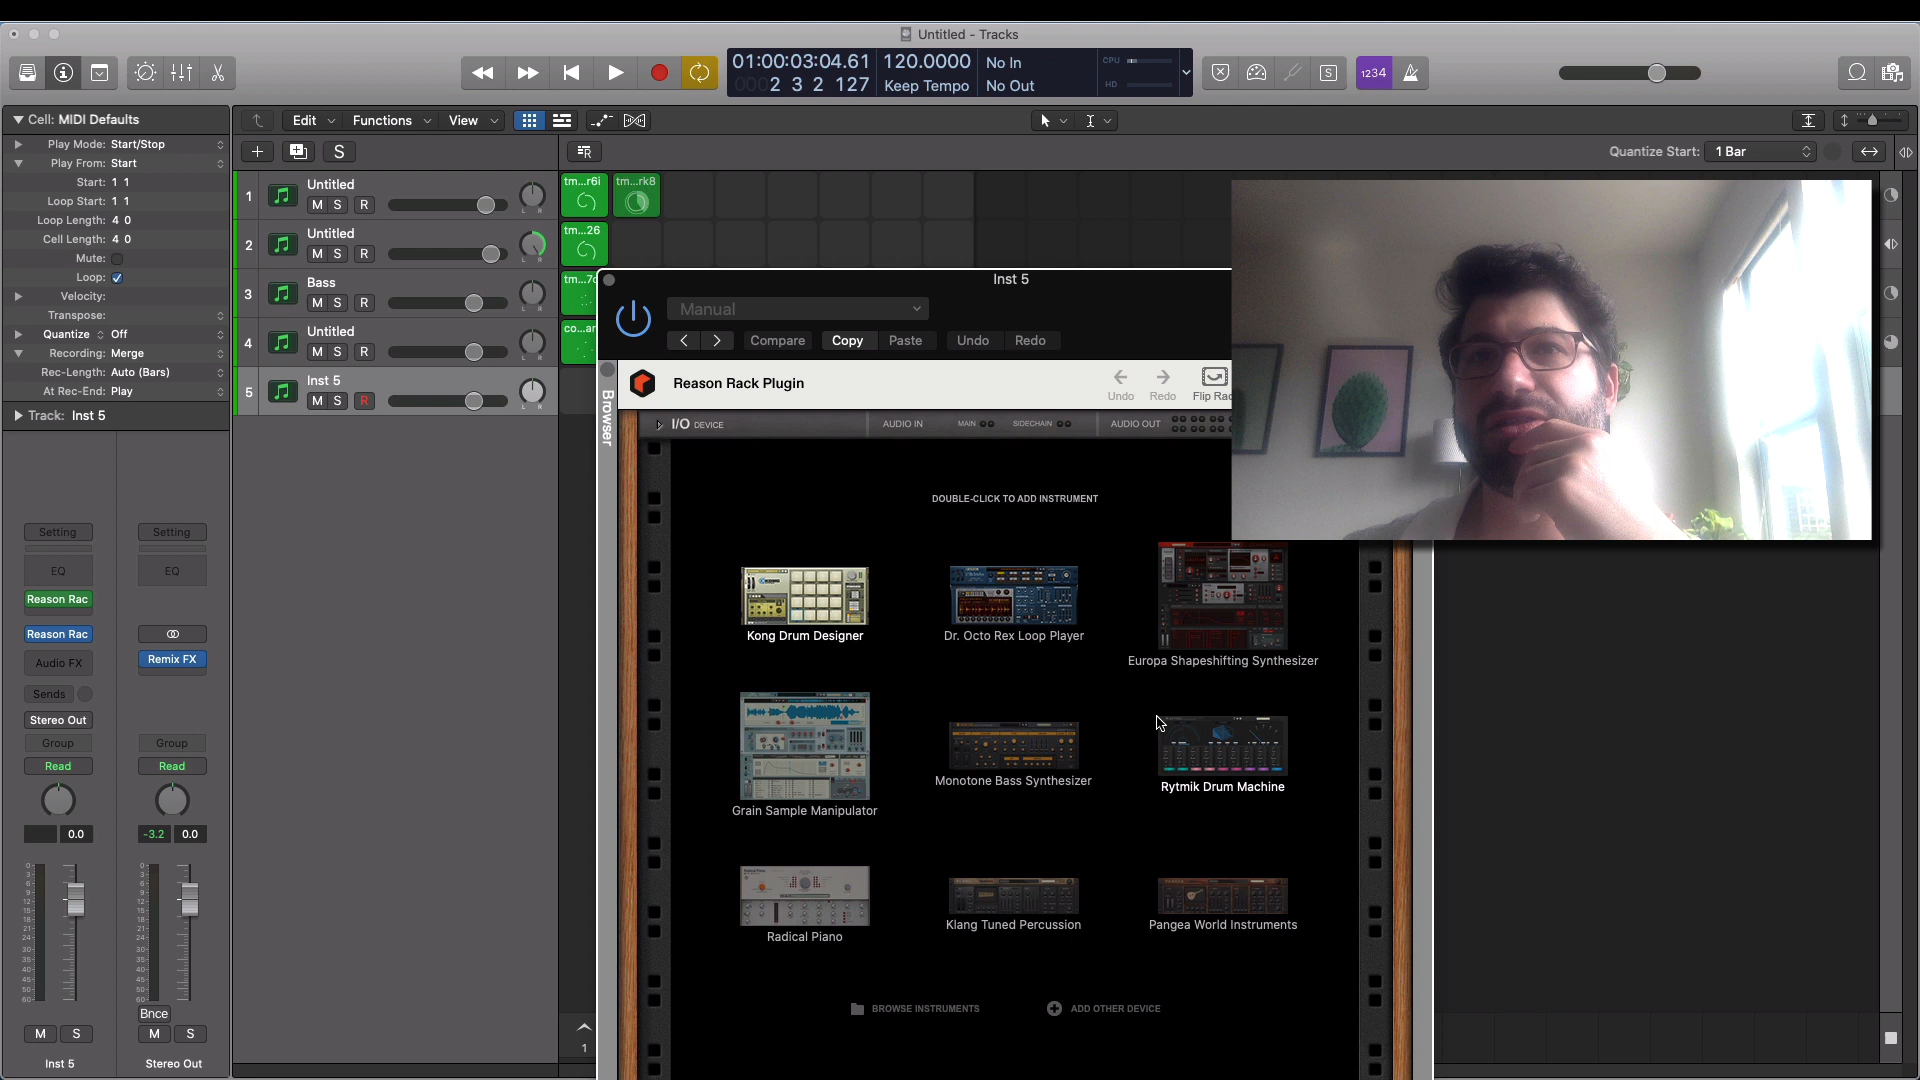 Untitled - Tracks
01:00:03:04.61
0002 3 2 127
120.0000
Keep Tempo
No In
No Out
CPU
HD
S
1234
Cell: MIDI Defaults
Play Mode: Start/Stop
Play From: Start
Start: 1 1
Loop Start: 1 1
Loop Length: 4 0
Cell Length: 4 0
Mute:
Loop:
Velocity:
Transpose:
Quantize Off
Recording: Merge
Rec-Length: Auto (Bars)
At Rec-End: Play
Track: Inst 5
Edit
Functions
View
Quantize Start: 1 Bar
S
1
Untitled
M S R
L R
tm...r6i
tm...rk8
2
Untitled
M S R
L R
tm...26
3
Bass
M S R
L R
4
Untitled
M S R
L R
5
Inst 5
M S R
L R
Inst 5
Manual
Compare
Copy
Paste
Undo
Redo
Browser
Reason Rack Plugin
Undo
Redo
I/O DEVICE
AUDIO IN
MAIN
SIDECHAIN
AUDIO OUT
DOUBLE-CLICK TO ADD INSTRUMENT
Kong Drum Designer
Dr. Octo Rex Loop Player
Europa Shapeshifting Synthesizer
Grain Sample Manipulator
Monotone Bass Synthesizer
Rytmik Drum Machine
Radical Piano
Klang Tuned Percussion
Pangea World Instruments
BROWSE INSTRUMENTS
ADD OTHER DEVICE
1
Setting
Setting
EQ
EQ
Reason Rac
Reason Rac
Audio FX
Remix FX
Sends
Stereo Out
Group
Group
Read
Read
0.0
-3.2
0.0
Bnce
M S
M S
Inst 5
Stereo Out